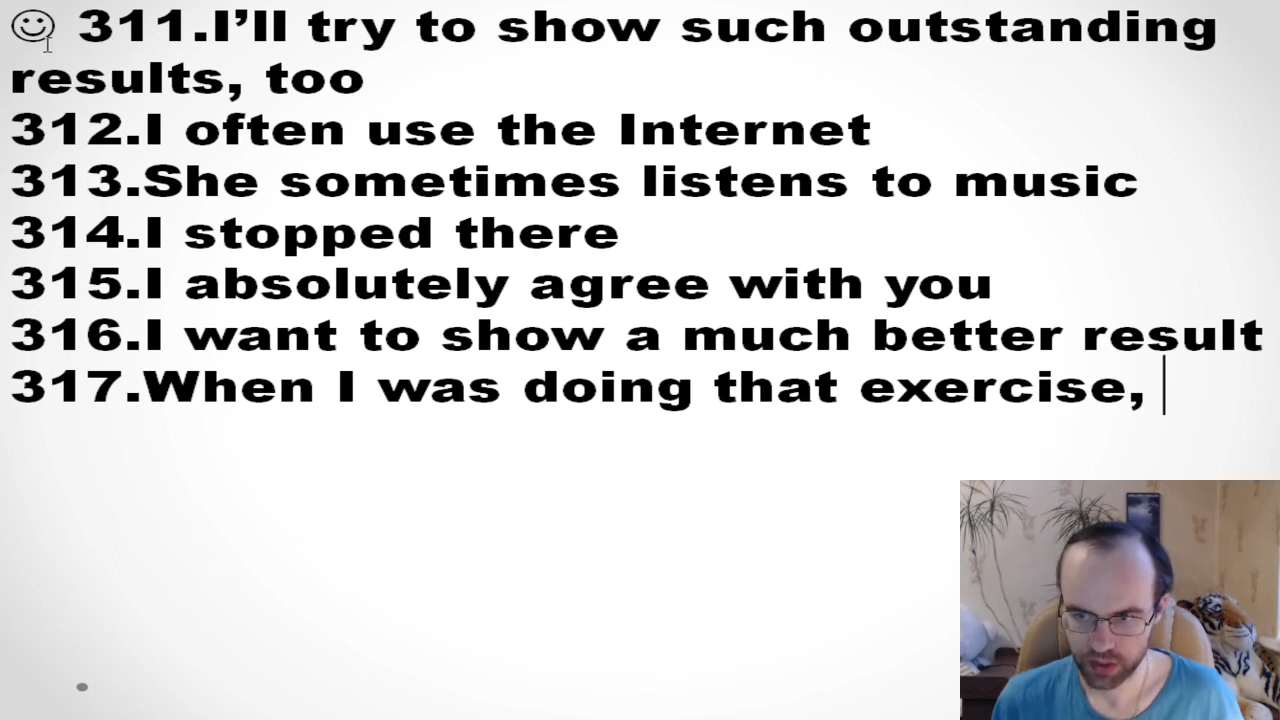 ☺ 311.I’ll try to show such outstanding
results, too
312.I often use the Internet
313.She sometimes listens to music
314.I stopped there
315.I absolutely agree with you
316.I want to show a much better result
317.When I was doing that exercise,